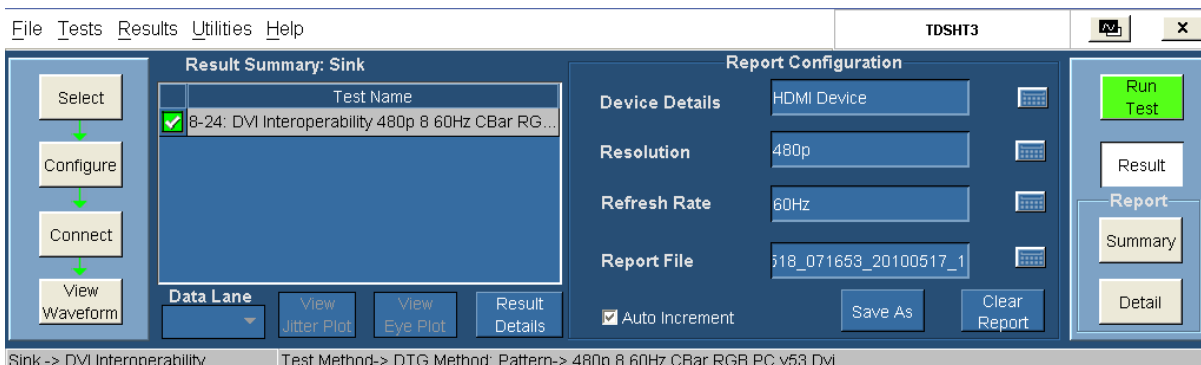 File Tests Results Utilities Help
TDSHT3
x
Select
Configure
Connect
View
Waveform
Result Summary: Sink
Test Name
8-24: DVI Interoperability 480p 8 60Hz CBar RG...
Data Lane
View
Jitter Plot
View
Eye Plot
Result
Details
Report Configuration
Device Details
HDMI Device
Resolution
480p
Refresh Rate
60Hz
Report File
518_071653_20100517_1
Auto Increment
Save As
Clear
Report
Run
Test
Result
Report
Summary
Detail
Sink -> DVI Interoperability
Test Method-> DTG Method: Pattern-> 480p 8 60Hz CBar RGB PC v53 Dvi